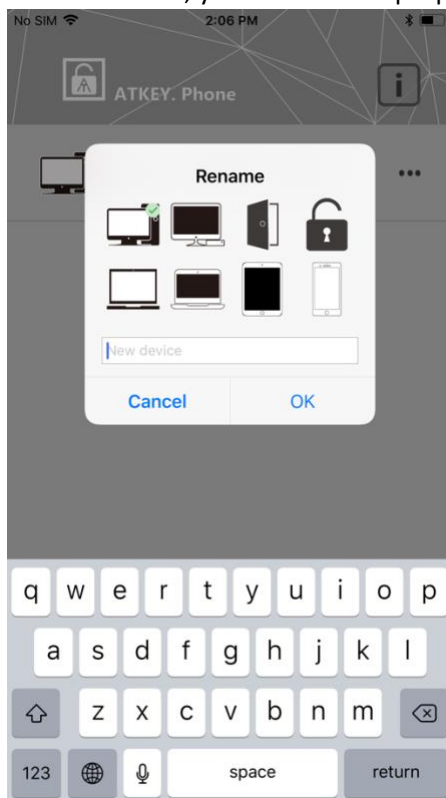 No SIM 2:06 PM
ATKEY. Phone
i
Rename
New device
Cancel OK
q w e r t y u i o p
a s d f g h j k l
z x c v b n m
123 space return